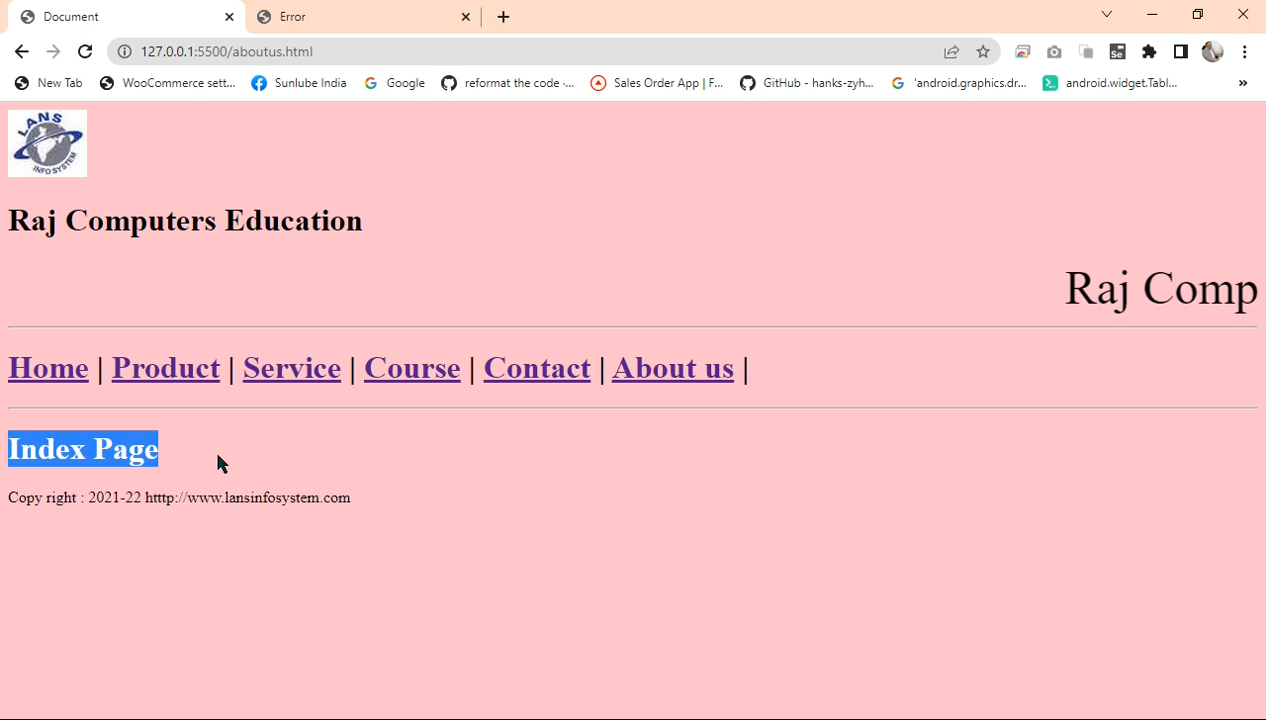 Document
Error
127.0.0.1:5500/aboutus.html
Se
New Tab
WooCommerce sett...
Sunlube India
Google
reformat the code -...
Sales Order App | F...
GitHub - hanks-zyh...
'android.graphics.dr...
android.widget.Tabl...
»
LANS
INFO SYSTEM
Raj Computers Education
Raj Comp
Home | Product | Service | Course | Contact | About us |
Index Page
Copy right : 2021-22 htttp://www.lansinfosystem.com